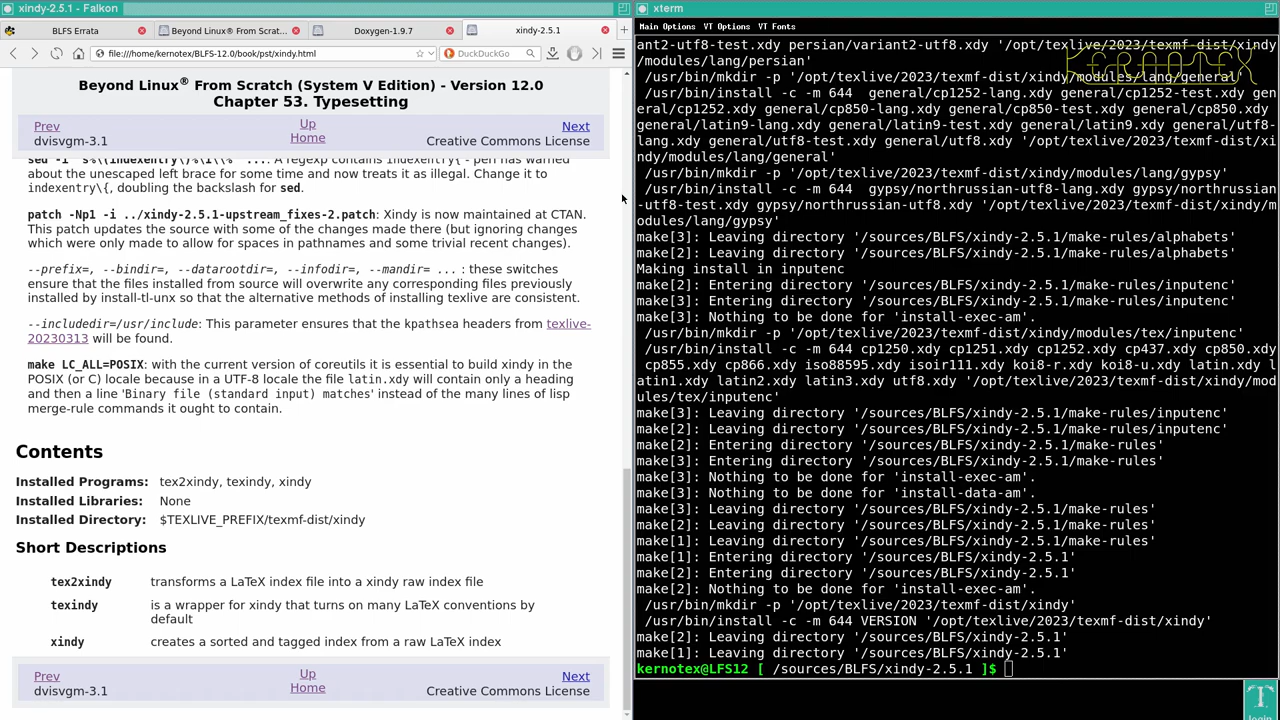 xindy-2.5.1 - Falkon
BLFS Errata
Beyond Linux® From Scrat...
Doxygen-1.9.7
xindy-2.5.1
file:///home/kernotex/BLFS-12.0/book/pst/xindy.html
DuckDuckGo
Beyond Linux® From Scratch (System V Edition) - Version 12.0
Chapter 53. Typesetting
Prev
Up
Next
dvisvgm-3.1
Home
Creative Commons License
sed -i "s%\(indexentry\)%\1\\% ...: A regexp contains indexentry{ - perl has warned
about the unescaped left brace for some time and now treats it as illegal. Change it to
indexentry\{, doubling the backslash for sed.
patch -Np1 -i ../xindy-2.5.1-upstream_fixes-2.patch: Xindy is now maintained at CTAN.
This patch updates the source with some of the changes made there (but ignoring changes
which were only made to allow for spaces in pathnames and some trivial recent changes).
--prefix=, --bindir=, --datarootdir=, --infodir=, --mandir= ... : these switches
ensure that the files installed from source will overwrite any corresponding files previously
installed by install-tl-unx so that the alternative methods of installing texlive are consistent.
--includedir=/usr/include: This parameter ensures that the kpathsea headers from texlive-
20230313 will be found.
make LC_ALL=POSIX: with the current version of coreutils it is essential to build xindy in the
POSIX (or C) locale because in a UTF-8 locale the file latin.xdy will contain only a heading
and then a line 'Binary file (standard input) matches' instead of the many lines of lisp
merge-rule commands it ought to contain.
Contents
Installed Programs: tex2xindy, texindy, xindy
Installed Libraries: None
Installed Directory: $TEXLIVE_PREFIX/texmf-dist/xindy
Short Descriptions
tex2xindy transforms a LaTeX index file into a xindy raw index file
texindy is a wrapper for xindy that turns on many LaTeX conventions by
default
xindy creates a sorted and tagged index from a raw LaTeX index
Prev
Up
Next
dvisvgm-3.1
Home
Creative Commons License
xterm
Main Options VT Options VT Fonts
KERNOTEX
ant2-utf8-test.xdy persian/variant2-utf8.xdy '/opt/texlive/2023/texmf-dist/xindy
/modules/lang/persian'
/usr/bin/mkdir -p '/opt/texlive/2023/texmf-dist/xindy/modules/lang/general'
/usr/bin/install -c -m 644  general/cp1252-lang.xdy general/cp1252-test.xdy gen
eral/cp1252.xdy general/cp850-lang.xdy general/cp850-test.xdy general/cp850.xdy
general/latin9-lang.xdy general/latin9-test.xdy general/latin9.xdy general/utf8-
lang.xdy general/utf8-test.xdy general/utf8.xdy '/opt/texlive/2023/texmf-dist/xi
ndy/modules/lang/general'
/usr/bin/mkdir -p '/opt/texlive/2023/texmf-dist/xindy/modules/lang/gypsy'
/usr/bin/install -c -m 644  gypsy/northrussian-utf8-lang.xdy gypsy/northrussian
-utf8-test.xdy gypsy/northrussian-utf8.xdy '/opt/texlive/2023/texmf-dist/xindy/m
odules/lang/gypsy'
make[3]: Leaving directory '/sources/BLFS/xindy-2.5.1/make-rules/alphabets'
make[2]: Leaving directory '/sources/BLFS/xindy-2.5.1/make-rules/alphabets'
Making install in inputenc
make[2]: Entering directory '/sources/BLFS/xindy-2.5.1/make-rules/inputenc'
make[3]: Entering directory '/sources/BLFS/xindy-2.5.1/make-rules/inputenc'
make[3]: Nothing to be done for 'install-exec-am'.
/usr/bin/mkdir -p '/opt/texlive/2023/texmf-dist/xindy/modules/tex/inputenc'
/usr/bin/install -c -m 644 cp1250.xdy cp1251.xdy cp1252.xdy cp437.xdy cp850.xdy
cp855.xdy cp866.xdy iso88595.xdy isoir111.xdy koi8-r.xdy koi8-u.xdy latin.xdy l
atin1.xdy latin2.xdy latin3.xdy utf8.xdy '/opt/texlive/2023/texmf-dist/xindy/mod
ules/tex/inputenc'
make[3]: Leaving directory '/sources/BLFS/xindy-2.5.1/make-rules/inputenc'
make[2]: Leaving directory '/sources/BLFS/xindy-2.5.1/make-rules/inputenc'
make[2]: Entering directory '/sources/BLFS/xindy-2.5.1/make-rules'
make[3]: Entering directory '/sources/BLFS/xindy-2.5.1/make-rules'
make[3]: Nothing to be done for 'install-exec-am'.
make[3]: Nothing to be done for 'install-data-am'.
make[3]: Leaving directory '/sources/BLFS/xindy-2.5.1/make-rules'
make[2]: Leaving directory '/sources/BLFS/xindy-2.5.1/make-rules'
make[1]: Leaving directory '/sources/BLFS/xindy-2.5.1/make-rules'
make[1]: Entering directory '/sources/BLFS/xindy-2.5.1'
make[2]: Entering directory '/sources/BLFS/xindy-2.5.1'
make[2]: Nothing to be done for 'install-exec-am'.
/usr/bin/mkdir -p '/opt/texlive/2023/texmf-dist/xindy'
/usr/bin/install -c -m 644 VERSION '/opt/texlive/2023/texmf-dist/xindy'
make[2]: Leaving directory '/sources/BLFS/xindy-2.5.1'
make[1]: Leaving directory '/sources/BLFS/xindy-2.5.1'
kernotex@LFS12 [ /sources/BLFS/xindy-2.5.1 ]$
login